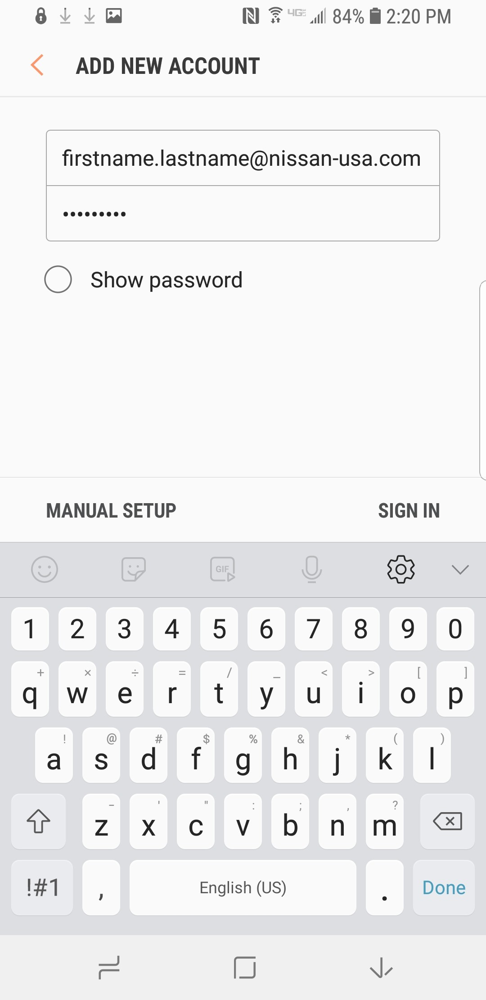 4G LTE 84% 2:20 PM
ADD NEW ACCOUNT
firstname.lastname@nissan-usa.com
•••••••••
Show password
MANUAL SETUP SIGN IN
GIF
1 2 3 4 5 6 7 8 9 0
+ × ÷ = / _ < > [ ]
q w e r t y u i o p
! @ # $ % & * ( )
a s d f g h j k l
- ' " : ; , ?
z x c v b n m
!#1 , English (US) . Done